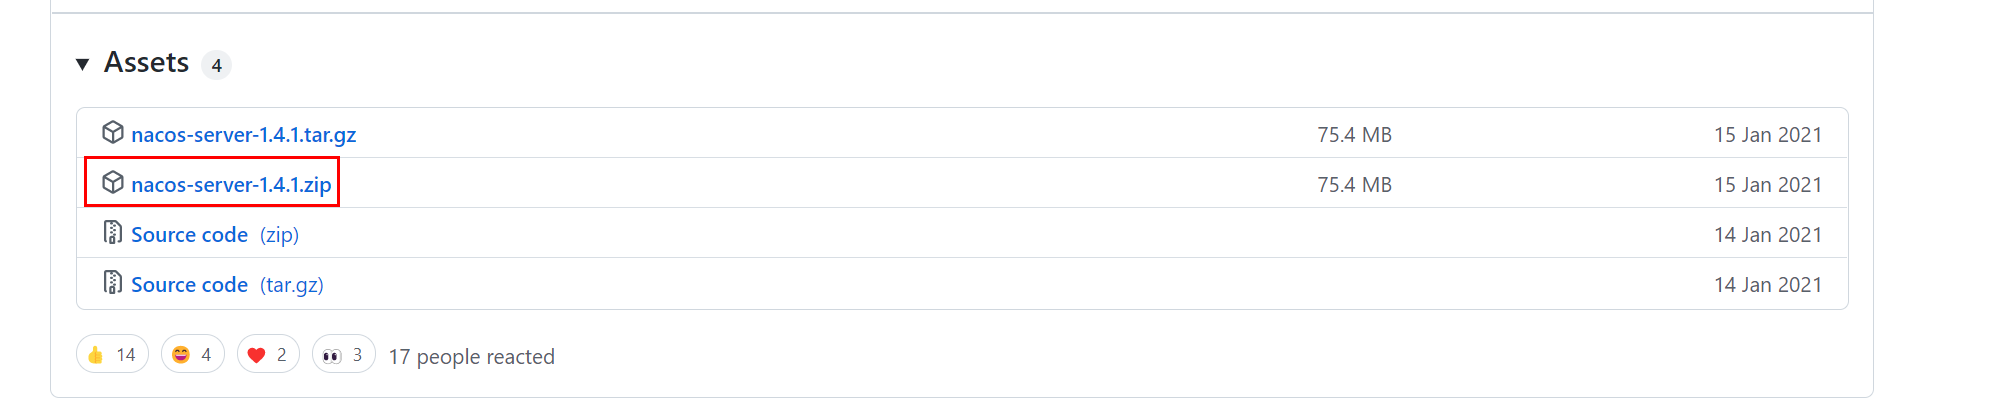 Assets 4
nacos-server-1.4.1.tar.gz 75.4 MB 15 Jan 2021
nacos-server-1.4.1.zip 75.4 MB 15 Jan 2021
Source code (zip) 14 Jan 2021
Source code (tar.gz) 14 Jan 2021
14 4 2 3 17 people reacted